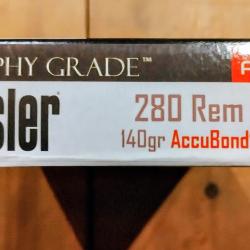 PHY GRADE™
sler®
280 Rem
140gr AccuBond